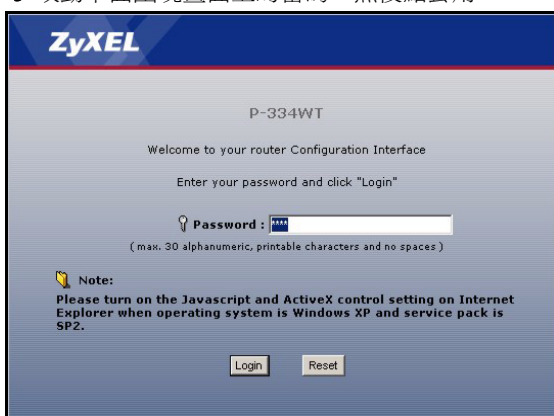 ZyXEL
P-334WT
Welcome to your router Configuration Interface
Enter your password and click "Login"
Password : ****
( max. 30 alphanumeric, printable characters and no spaces )
Note:
Please turn on the Javascript and ActiveX control setting on Internet
Explorer when operating system is Windows XP and service pack is
SP2.
Login Reset